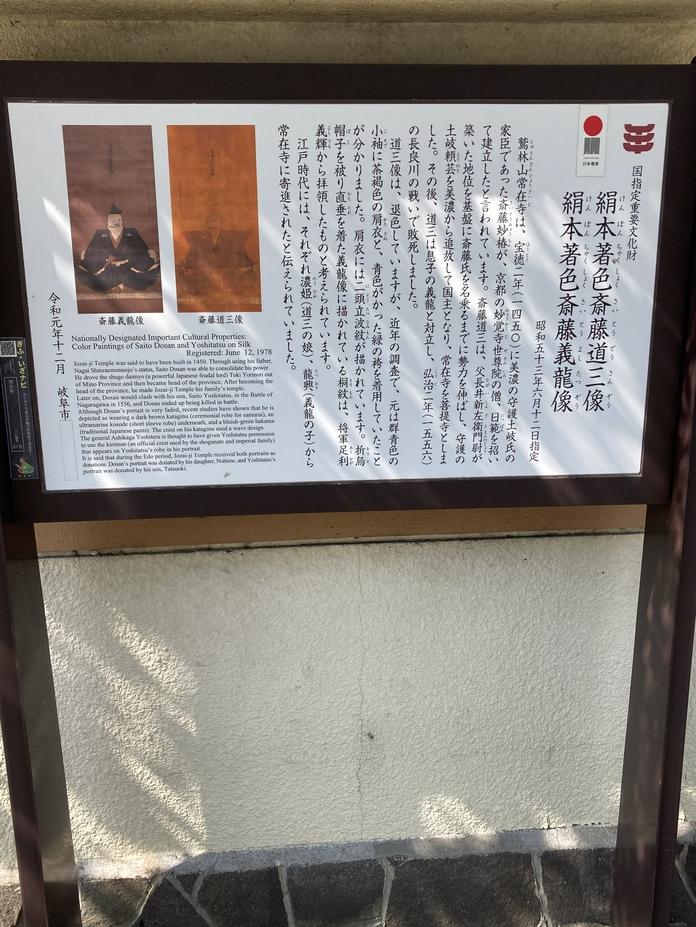 国指定重要文化財
絹本著色斎藤道三像
絹本著色斎藤義龍像
昭和五十三年六月十二日指定
日本遺産
鷲林山常在寺は、宝徳二年(一四五〇)に美濃の守護土岐氏の
家臣であった斎藤妙椿が、京都の妙覚寺世尊院の僧、日範を招い
て建立したと言われています。斎藤道三は、父長井新左衛門尉が
築いた地位を基盤に斎藤氏を名乗るまでに勢力を伸ばし、守護の
土岐頼芸を美濃から追放して国主となり、常在寺を菩提寺としま
した。その後、道三は息子の義龍と対立し、弘治二年(一五五六)
の長良川の戦いで敗死しました。
道三像は、退色していますが、近年の調査で、元は群青色の
小袖に茶褐色の肩衣と、青色がかった緑の袴を着用していたこと
が分かりました。肩衣には二頭立波紋が描かれています。折烏
帽子を被り直垂を着た義龍像に描かれている桐紋は、将軍足利
義輝から拝領したものと考えられています。
江戸時代には、それぞれ濃姫(道三の娘)、龍興(義龍の子)から
常在寺に寄進されたと伝えられていました。
斎藤道三像
斎藤義龍像
Nationally Designated Important Cultural Properties:
Color Paintings of Saito Dosan and Yoshitatsu on Silk
Registered: June 12, 1978
Jozai-ji Temple was said to have been built in 1450. Through using his father,
Nagai Shinzaemonnojo's status, Saito Dosan was able to consolidate his power.
He drove the shugo daimyo (a powerful Japanese feudal lord) Toki Yorinori out
of Mino Province and then became head of the province. After becoming the
head of the province, he made Jozai-ji Temple his family's temple.
Later on, Dosan would clash with his son, Saito Yoshitatsu, in the Battle of
Nagaragawa in 1556, and Dosan ended up being killed in battle.
Although Dosan's portrait is very faded, recent studies have shown that he is
depicted as wearing a dark brown kataginu (ceremonial robe for samurai), an
ultramarine kosode (short sleeve robe) underneath, and a bluish-green hakama
(traditional Japanese pants). The crest on his kataginu used a wave design.
The general Ashikaga Yoshiteru is thought to have given Yoshitatsu permission
to use the kirimon (an official crest used by the shogunate and imperial family)
that appears on Yoshitatsu's robe in his portrait.
It is said that during the Edo period, Jozai-ji Temple received both portraits as
donations. Dosan's portrait was donated by his daughter, Nohime, and Yoshitatsu's
portrait was donated by his son, Tatsuoki.
令和元年十二月 岐阜市
ぎふ いざナビ